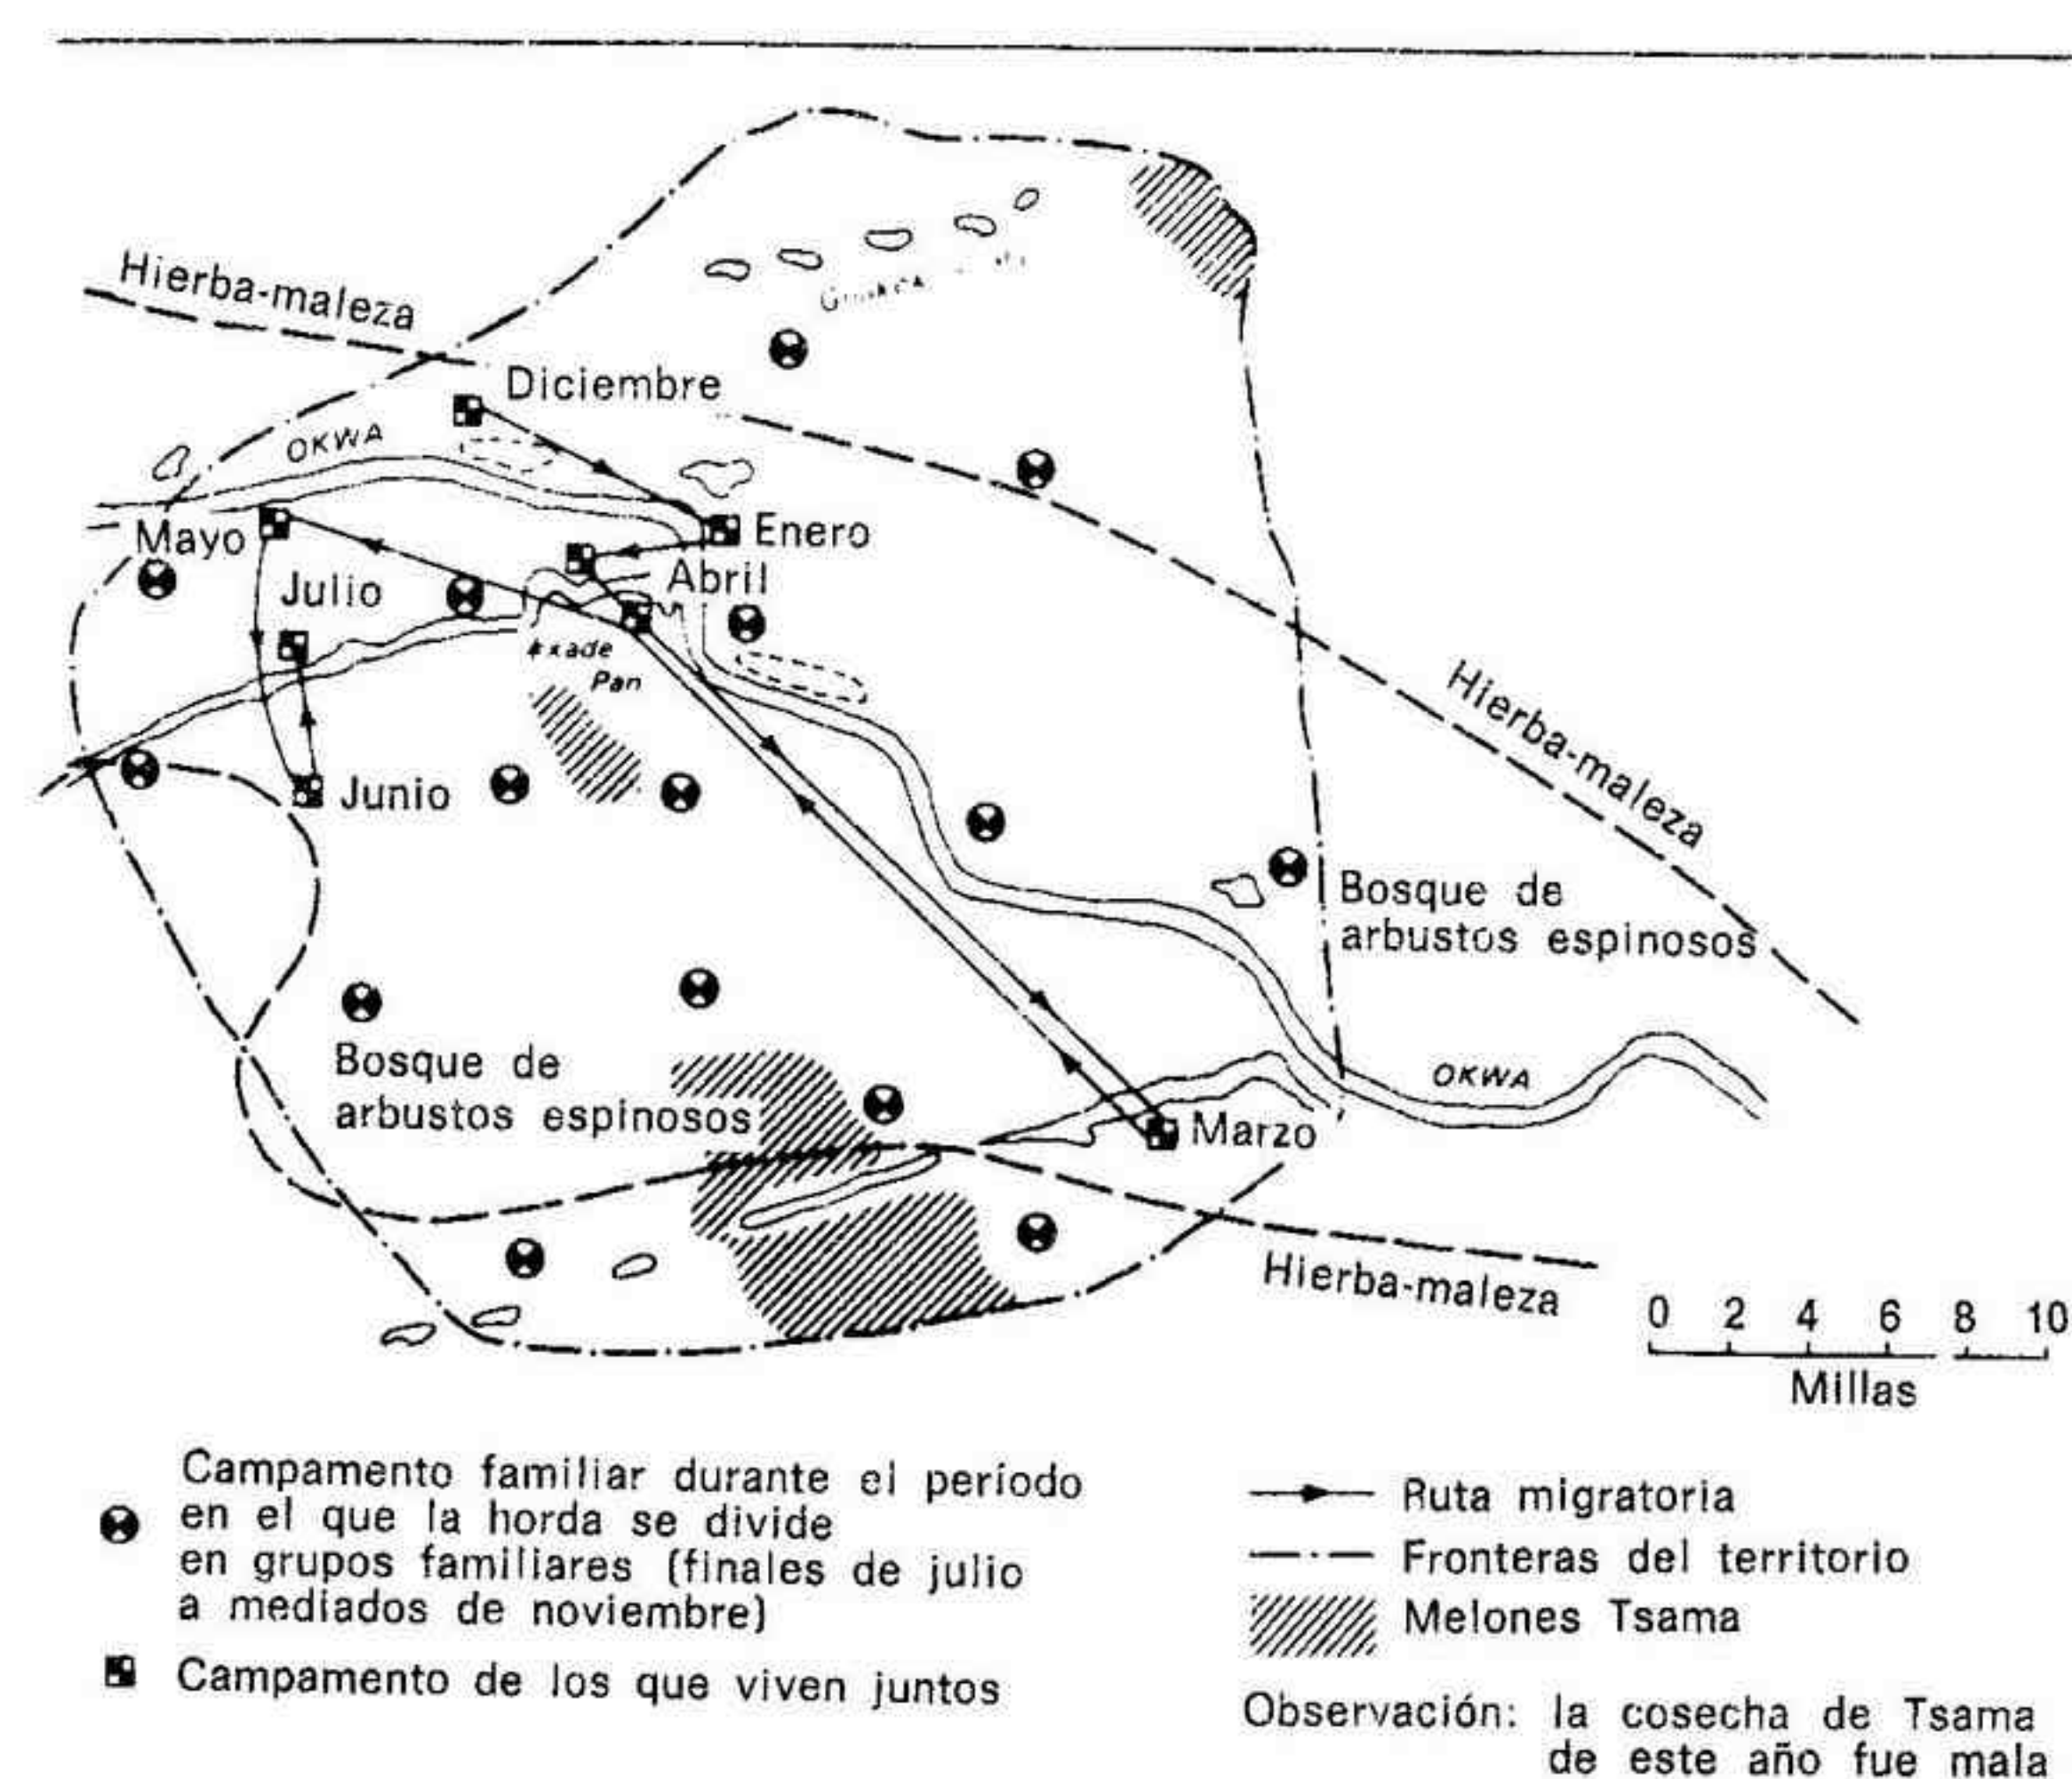 Hierba-maleza
Diciembre
OKWA
Mayo
Enero
Abril
Julio
Pan
Junio
Hierba-maleza
Bosque de
arbustos espinosos
Bosque de
arbustos espinosos
OKWA
Marzo
Hierba-maleza
0 2 4 6 8 10
Millas
Campamento familiar durante el período
en el que la horda se divide
en grupos familiares (finales de julio
a mediados de noviembre)
Campamento de los que viven juntos
Ruta migratoria
Fronteras del territorio
Melones Tsama
Observación: la cosecha de Tsama
de este año fue mala